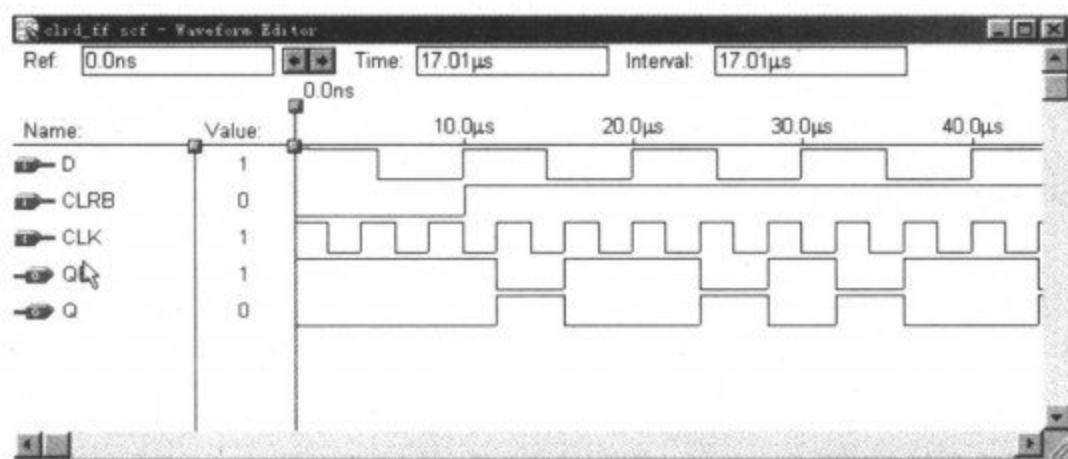 clrd_ff scf - Waveform Editor
Ref: 0.0ns Time: 17.01µs Interval: 17.01µs
0.0ns
Name: Value: 10.0µs 20.0µs 30.0µs 40.0µs
D 1
CLRB 0
CLK 1
1
Q 0